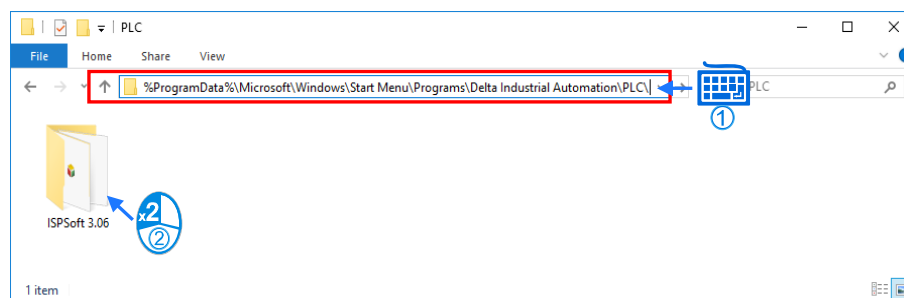 PLC
File Home Share View
%ProgramData%\Microsoft\Windows\Start Menu\Programs\Delta Industrial Automation\PLC\ PLC
①
x2
②
ISPSoft 3.06
1 item